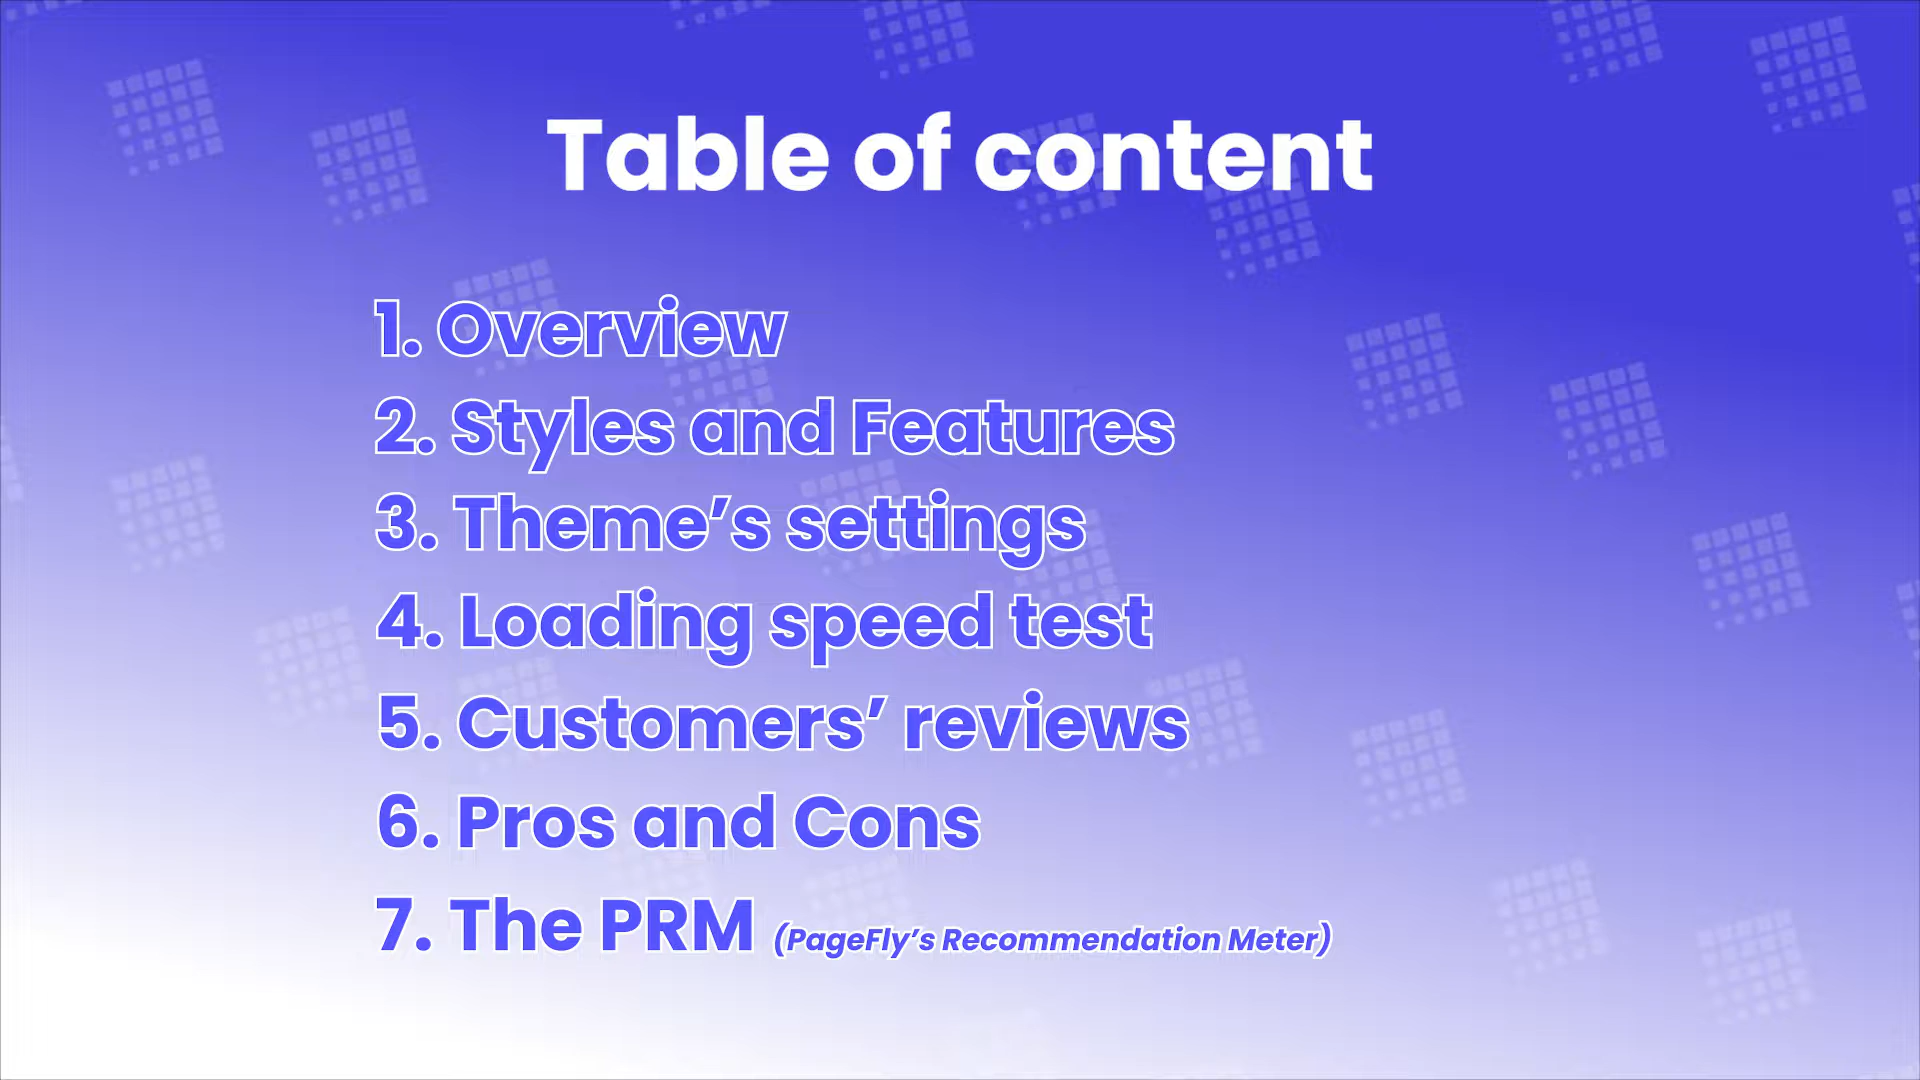 Table of content
1. Overview
2. Styles and Features
3. Theme’s settings
4. Loading speed test
5. Customers’ reviews
6. Pros and Cons
7. The PRM (PageFly’s Recommendation Meter)